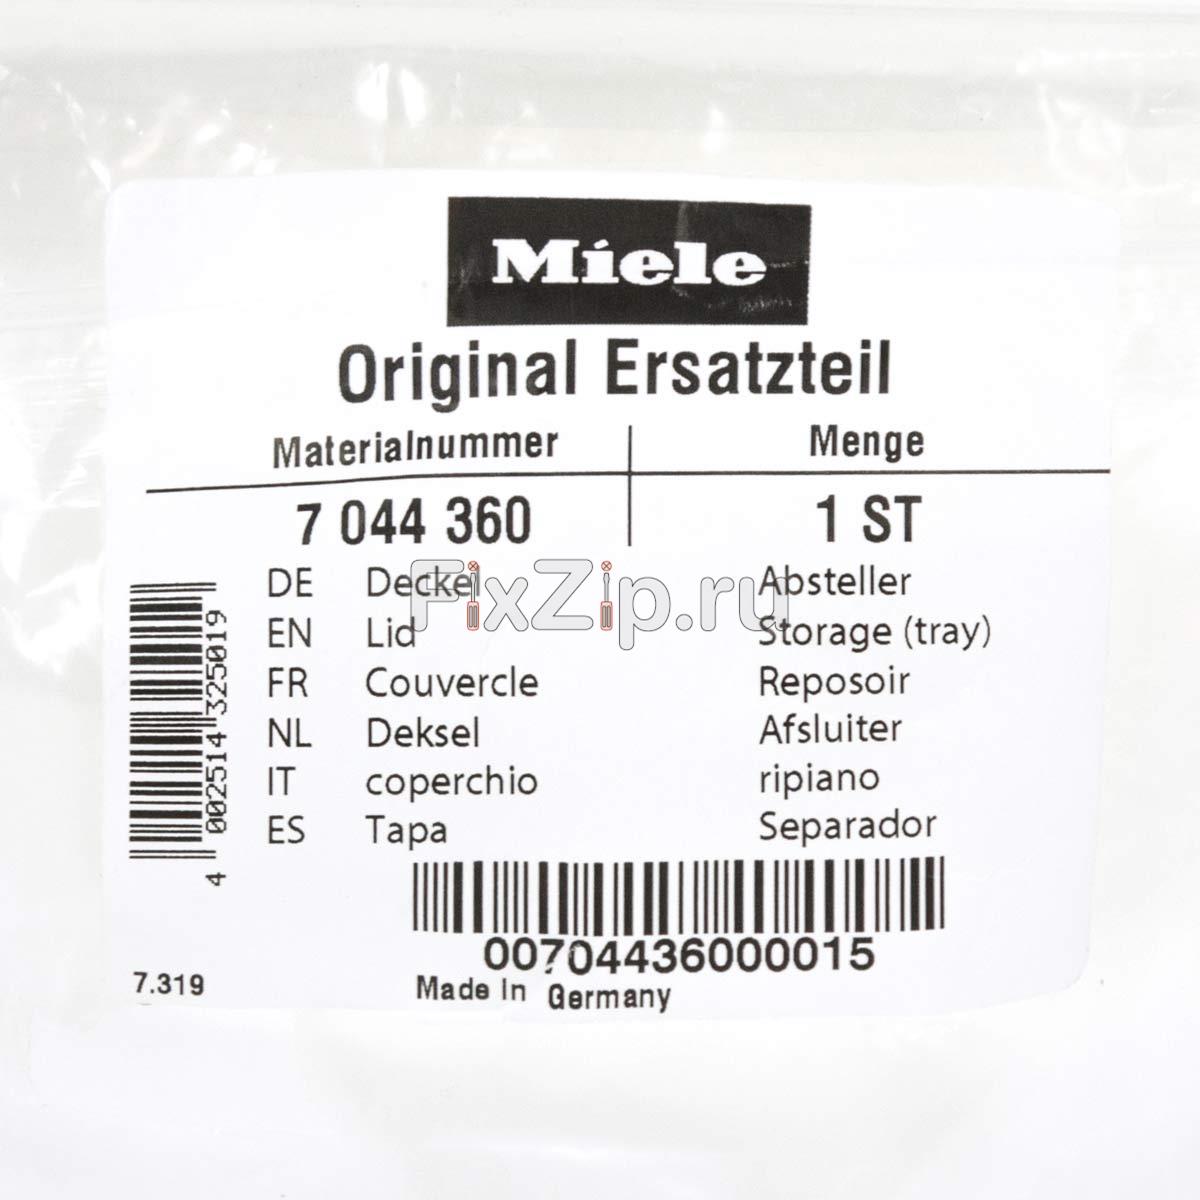 Miele
Original Ersatzteil
Materialnummer Menge
7 044 360 1 ST
DE Deckel Absteller
EN Lid Storage (tray)
FR Couvercle Reposoir
NL Deksel Afsluiter
IT coperchio ripiano
ES Tapa Separador
FixZip.ru
4 002514 325019
00704436000015
7.319
Made In Germany